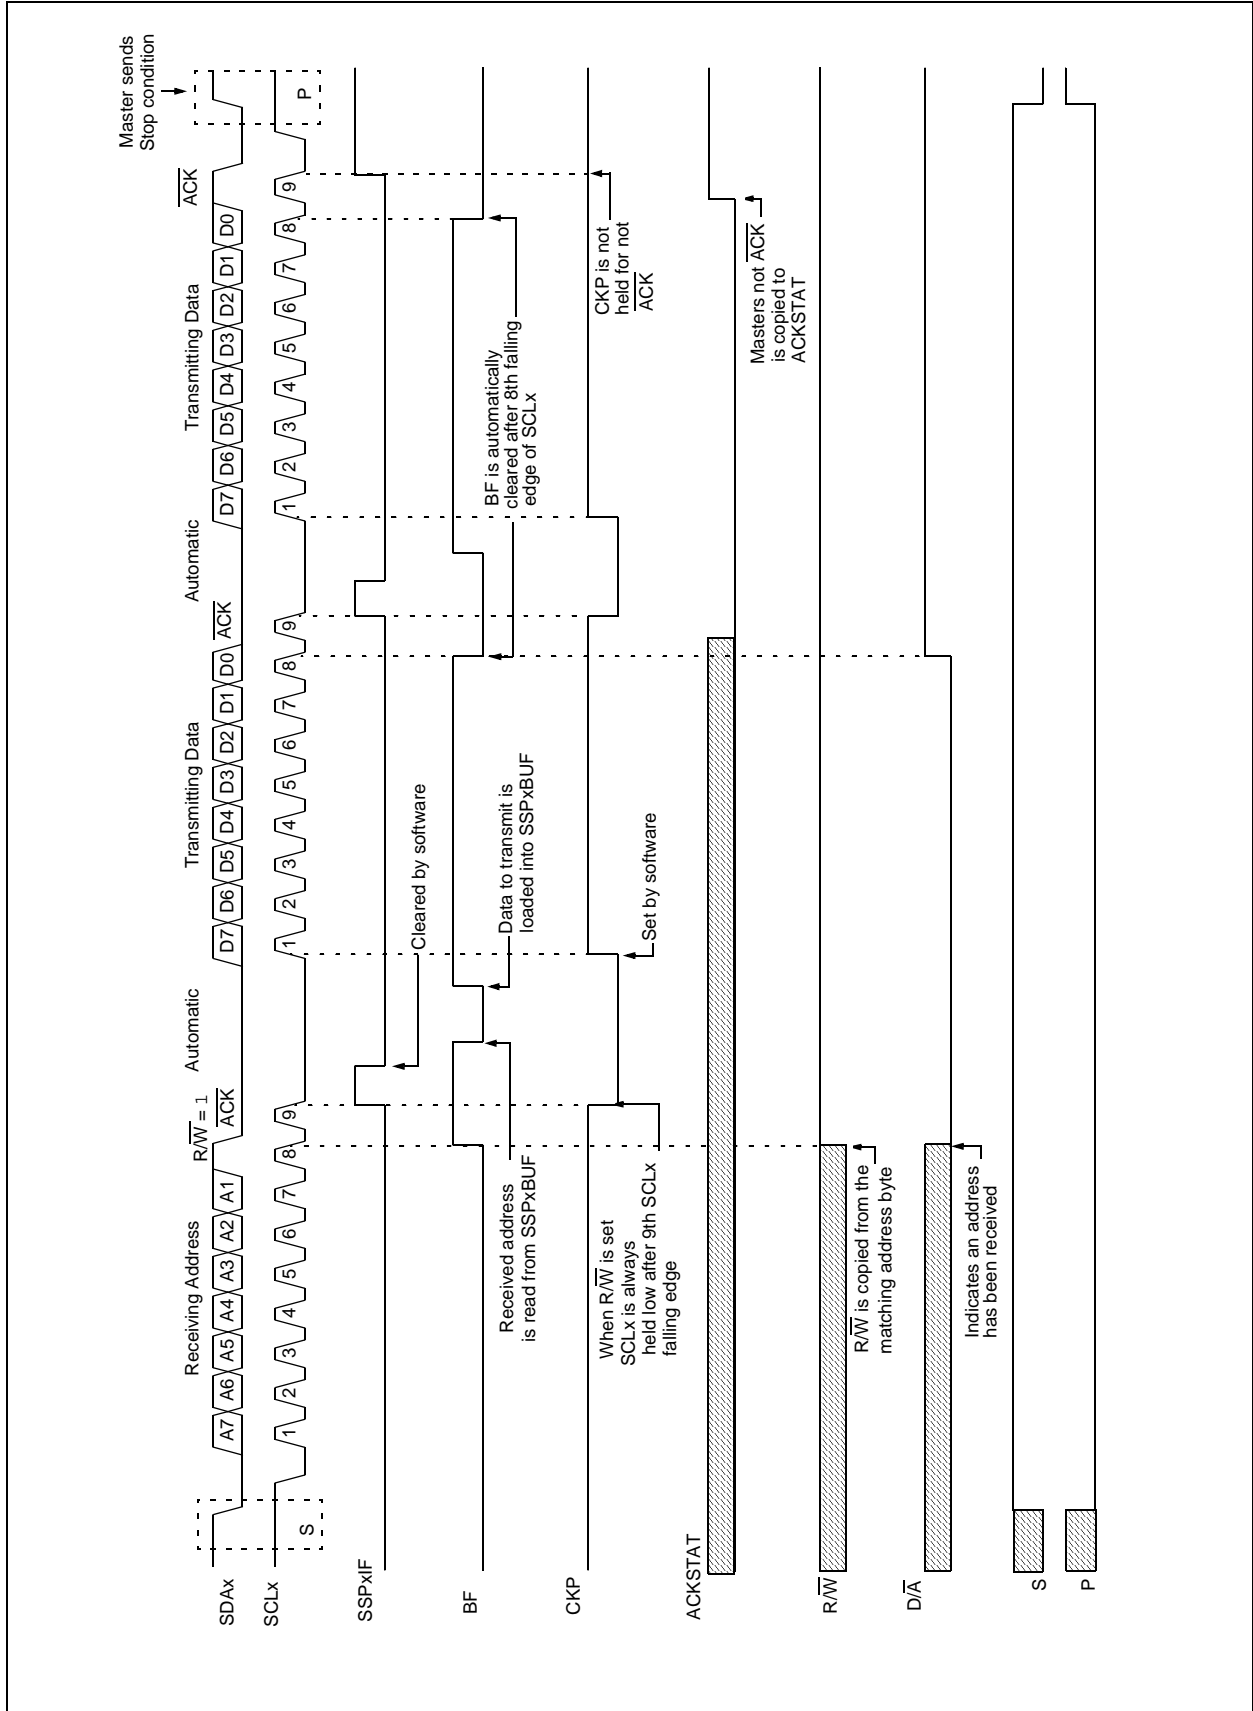 Master sends
Stop condition
Receiving Address
R/W = 1
ACK
Automatic
Transmitting Data
ACK
Automatic
Transmitting Data
ACK
SDAx
A7
A6
A5
A4
A3
A2
A1
D7
D6
D5
D4
D3
D2
D1
D0
D7
D6
D5
D4
D3
D2
D1
D0
SCLx
S
1
2
3
4
5
6
7
8
9
1
2
3
4
5
6
7
8
9
1
2
3
4
5
6
7
8
9
P
SSPxIF
Cleared by software
BF
Received address
is read from SSPxBUF
Data to transmit is
loaded into SSPxBUF
BF is automatically
cleared after 8th falling
edge of SCLx
CKP
When R/W is set
SCLx is always
held low after 9th SCLx
falling edge
Set by software
CKP is not
held for not
ACK
ACKSTAT
Masters not ACK
is copied to
ACKSTAT
R/W
R/W is copied from the
matching address byte
D/A
Indicates an address
has been received
S
P